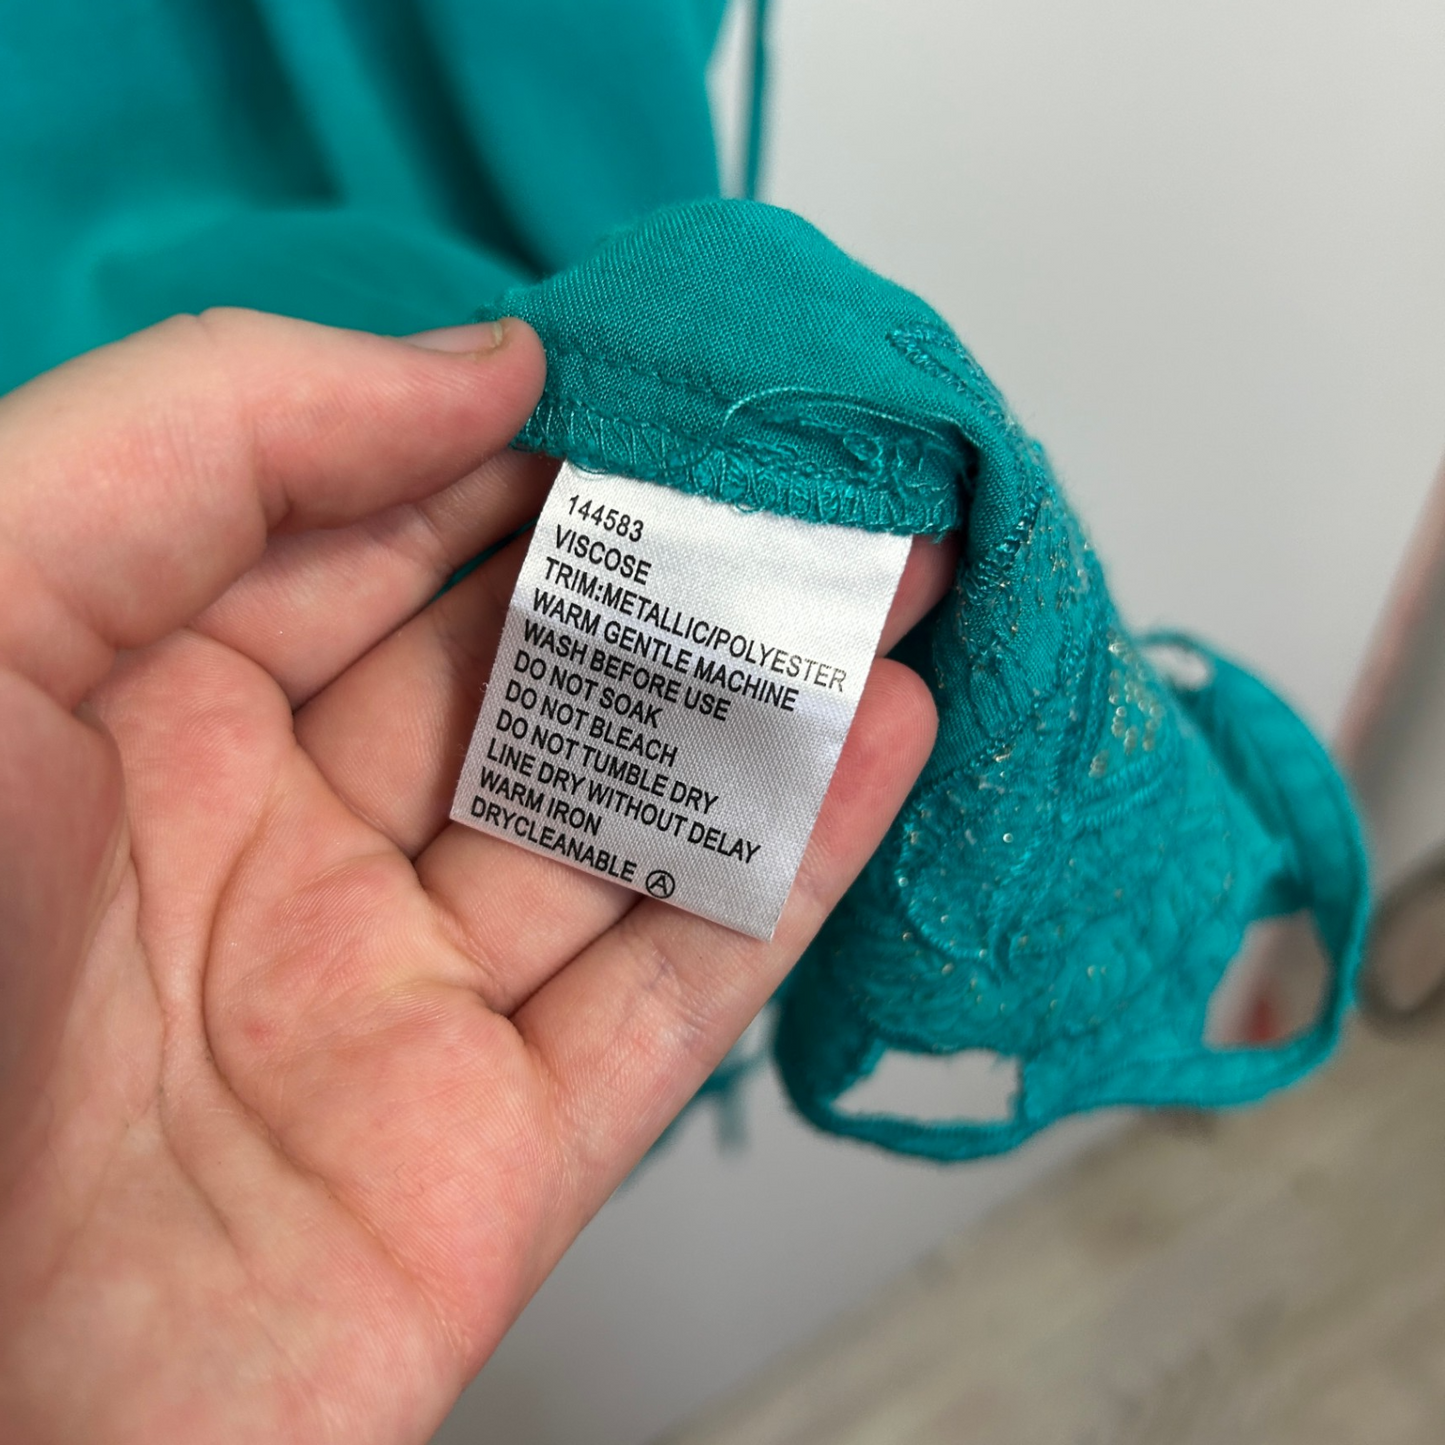 144583
VISCOSE
TRIM:METALLIC/POLYESTER
WARM GENTLE MACHINE
WASH BEFORE USE
DO NOT SOAK
DO NOT BLEACH
DO NOT TUMBLE DRY
LINE DRY WITHOUT DELAY
WARM IRON
DRYCLEANABLE Ⓐ